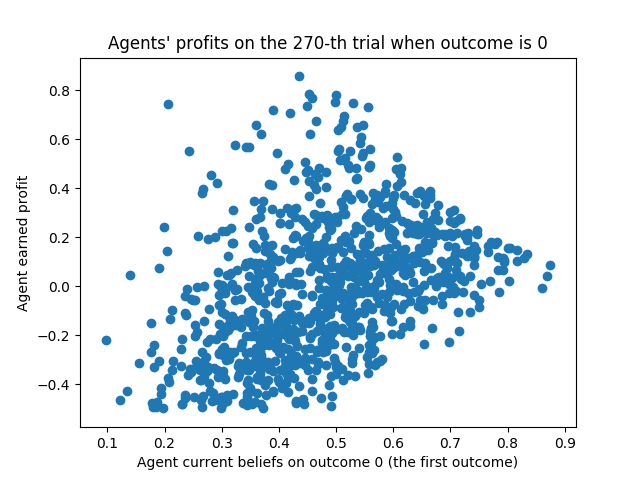 Agents' profits on the 270-th trial when outcome is 0
Agent earned profit
0.8
0.6
0.4
0.2
0.0
−0.2
−0.4
0.1 0.2 0.3 0.4 0.5 0.6 0.7 0.8 0.9
Agent current beliefs on outcome 0 (the first outcome)